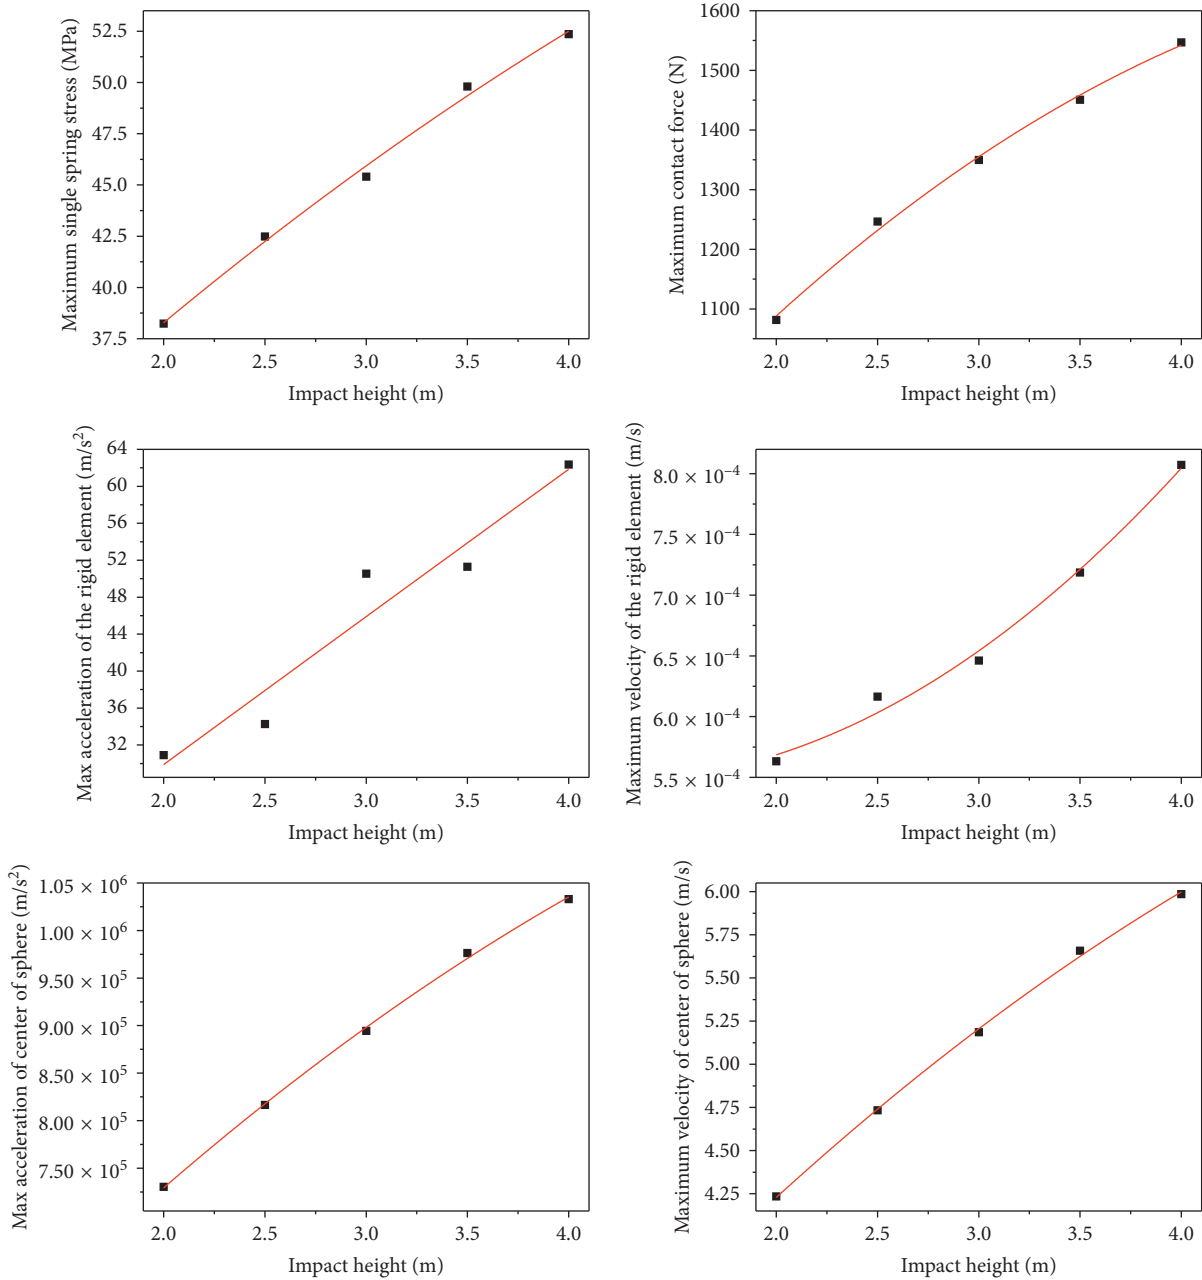 Maximum single spring stress (MPa)
52.5
50.0
47.5
45.0
42.5
40.0
37.5
2.0 2.5 3.0 3.5 4.0
Impact height (m)
Maximum contact force (N)
1600
1500
1400
1300
1200
1100
2.0 2.5 3.0 3.5 4.0
Impact height (m)
Max acceleration of the rigid element (m/s²)
64
60
56
52
48
44
40
36
32
2.0 2.5 3.0 3.5 4.0
Impact height (m)
Maximum velocity of the rigid element (m/s)
8.0 × 10⁻⁴
7.5 × 10⁻⁴
7.0 × 10⁻⁴
6.5 × 10⁻⁴
6.0 × 10⁻⁴
5.5 × 10⁻⁴
2.0 2.5 3.0 3.5 4.0
Impact height (m)
Max acceleration of center of sphere (m/s²)
1.05 × 10⁶
1.00 × 10⁶
9.50 × 10⁵
9.00 × 10⁵
8.50 × 10⁵
8.00 × 10⁵
7.50 × 10⁵
2.0 2.5 3.0 3.5 4.0
Impact height (m)
Maximum velocity of center of sphere (m/s)
6.00
5.75
5.50
5.25
5.00
4.75
4.50
4.25
2.0 2.5 3.0 3.5 4.0
Impact height (m)